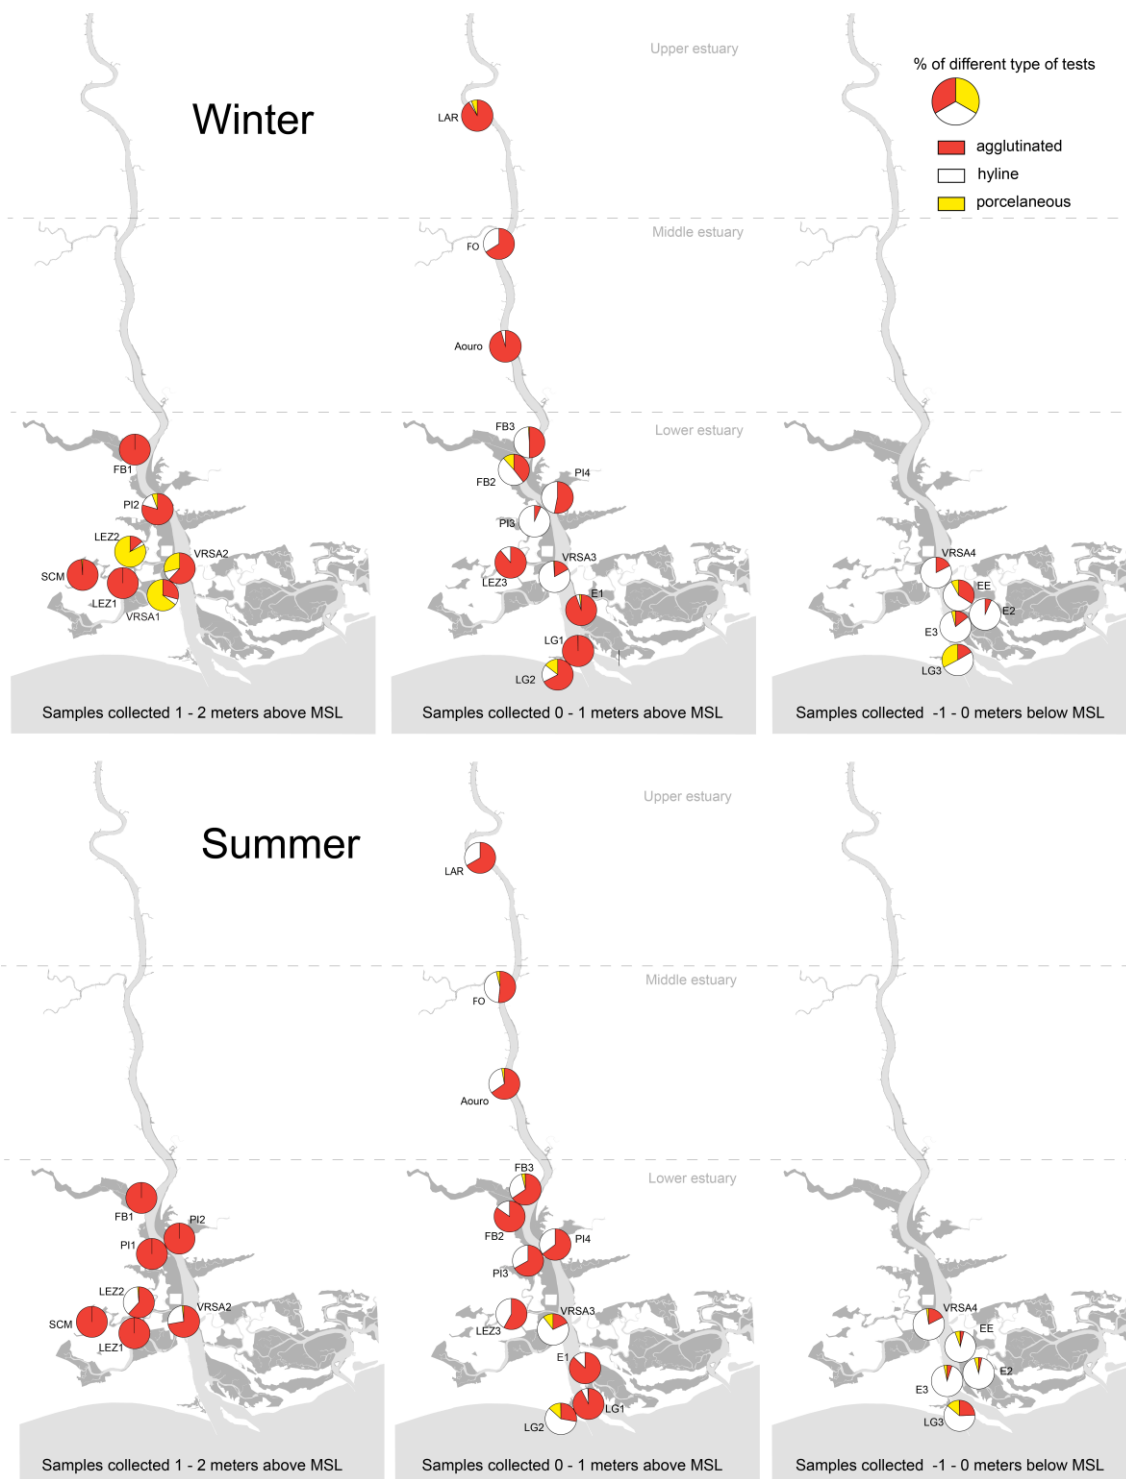 Upper estuary
% of different type of tests
Winter
LAR
agglutinated
hyline
porcelaneous
Middle estuary
FO
Aouro
Lower estuary
FB1
PI2
LEZ2
VRSA2
SCM
LEZ1
VRSA1
FB3
FB2
PI4
PI3
VRSA3
LEZ3
E1
LG1
LG2
VRSA4
EE
E2
E3
LG3
Samples collected 1 - 2 meters above MSL
Samples collected 0 - 1 meters above MSL
Samples collected -1 - 0 meters below MSL
Upper estuary
Summer
LAR
Middle estuary
FO
Aouro
Lower estuary
FB1
PI2
PI1
LEZ2
VRSA2
SCM
LEZ1
FB3
FB2
PI4
PI3
VRSA3
LEZ3
E1
LG1
LG2
VRSA4
EE
E2
E3
LG3
Samples collected 1 - 2 meters above MSL
Samples collected 0 - 1 meters above MSL
Samples collected -1 - 0 meters below MSL